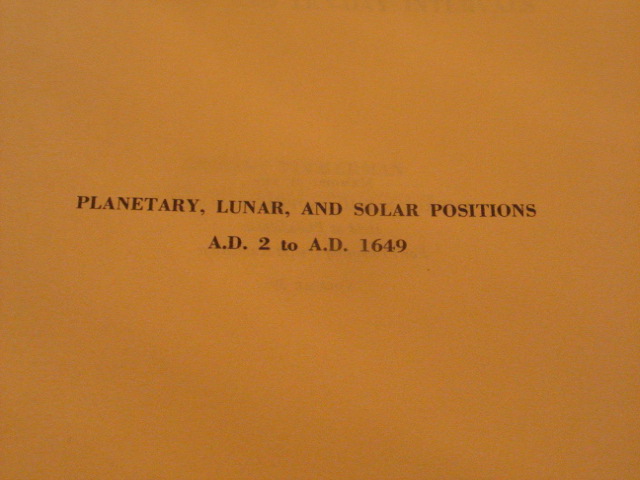 PLANETARY, LUNAR, AND SOLAR POSITIONS
A.D. 2 to A.D. 1649